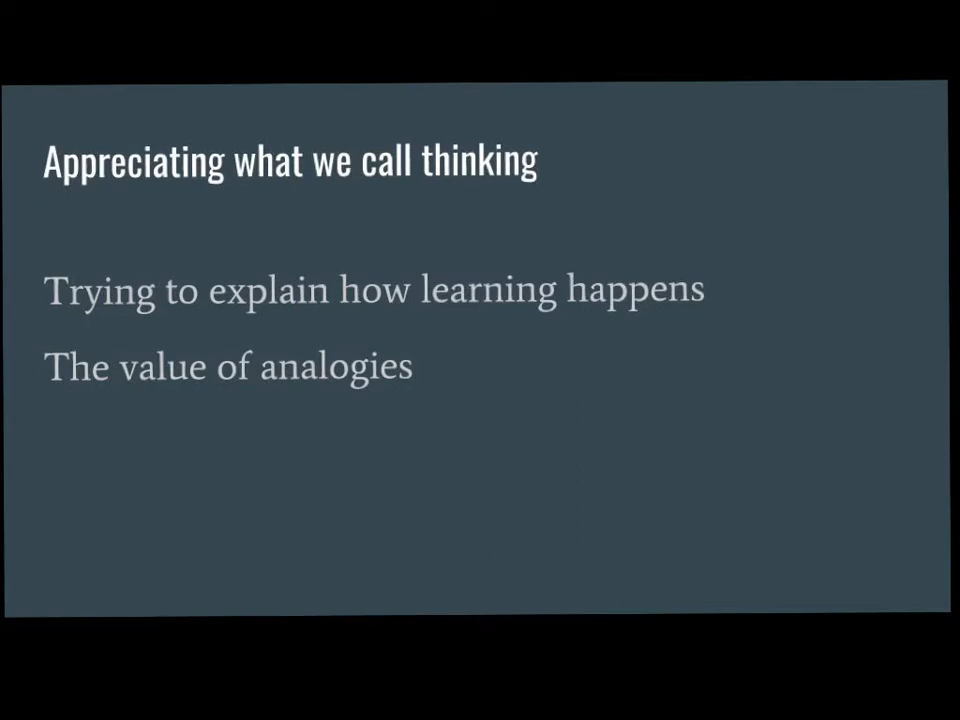 Appreciating what we call thinking
Trying to explain how learning happens
The value of analogies